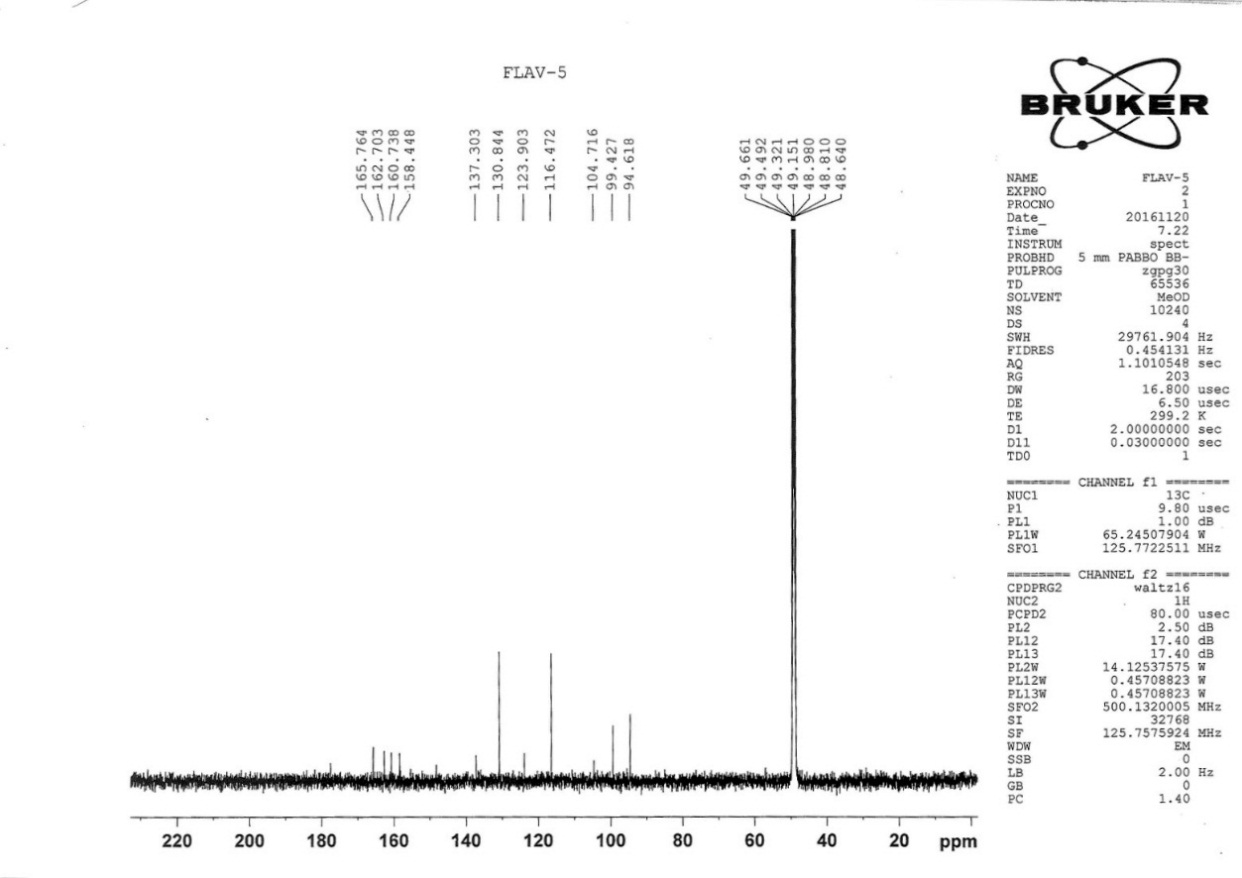 FLAV-5
165.764
162.703
160.738
158.448
137.303
130.844
123.903
116.472
104.716
99.427
94.618
49.661
49.492
49.321
49.151
48.980
48.810
48.640
BRUKER
NAME FLAV-5
EXPNO 2
PROCNO 1
Date_ 20161120
Time 7.22
INSTRUM spect
PROBHD 5 mm PABBO BB-
PULPROG zgpg30
TD 65536
SOLVENT MeOD
NS 10240
DS 4
SWH 29761.904 Hz
FIDRES 0.454131 Hz
AQ 1.1010548 sec
RG 203
DW 16.800 usec
DE 6.50 usec
TE 299.2 K
D1 2.00000000 sec
D11 0.03000000 sec
TD0 1
======== CHANNEL f1 ========
NUC1 13C
P1 9.80 usec
PL1 1.00 dB
PL1W 65.24507904 W
SFO1 125.7722511 MHz
======== CHANNEL f2 ========
CPDPRG2 waltz16
NUC2 1H
PCPD2 80.00 usec
PL2 2.50 dB
PL12 17.40 dB
PL13 17.40 dB
PL2W 14.12537575 W
PL12W 0.45708823 W
PL13W 0.45708823 W
SFO2 500.1320005 MHz
SI 32768
SF 125.7575924 MHz
WDW EM
SSB 0
LB 2.00 Hz
GB 0
PC 1.40
220 200 180 160 140 120 100 80 60 40 20 ppm